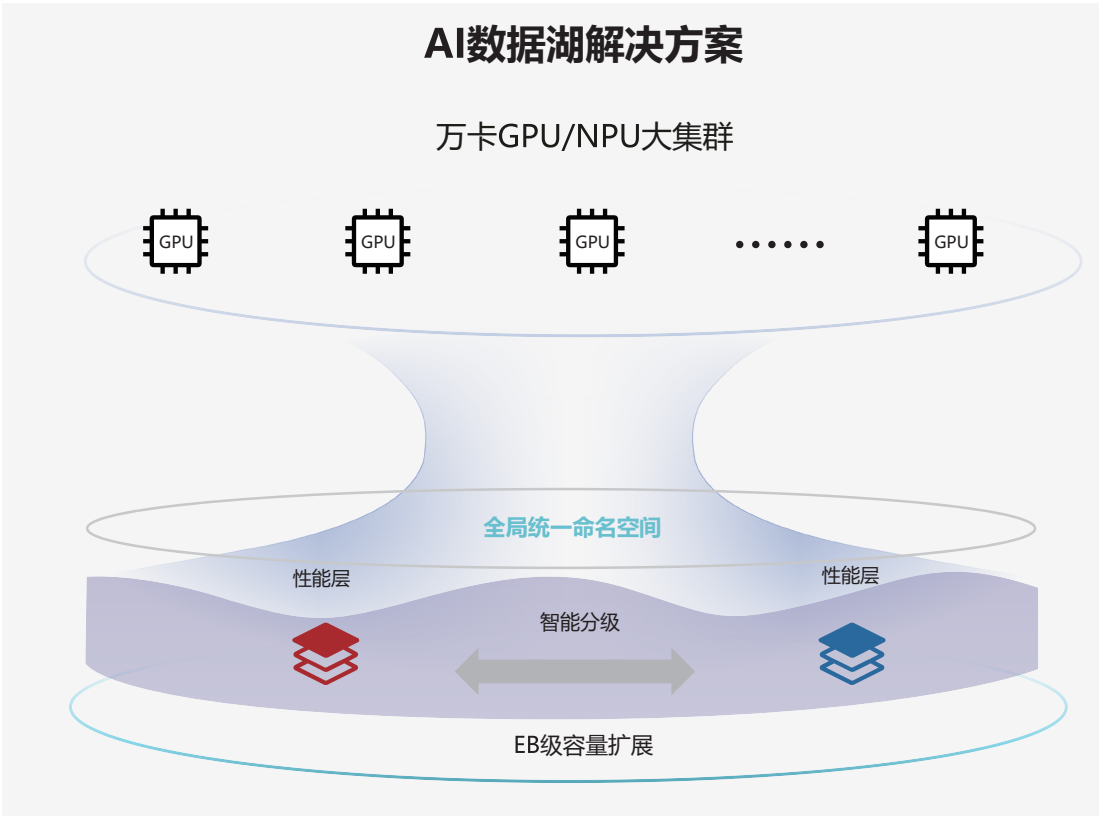 AI数据湖解决方案
万卡GPU/NPU大集群
GPU
GPU
GPU
......
GPU
全局统一命名空间
性能层
性能层
智能分级
EB级容量扩展